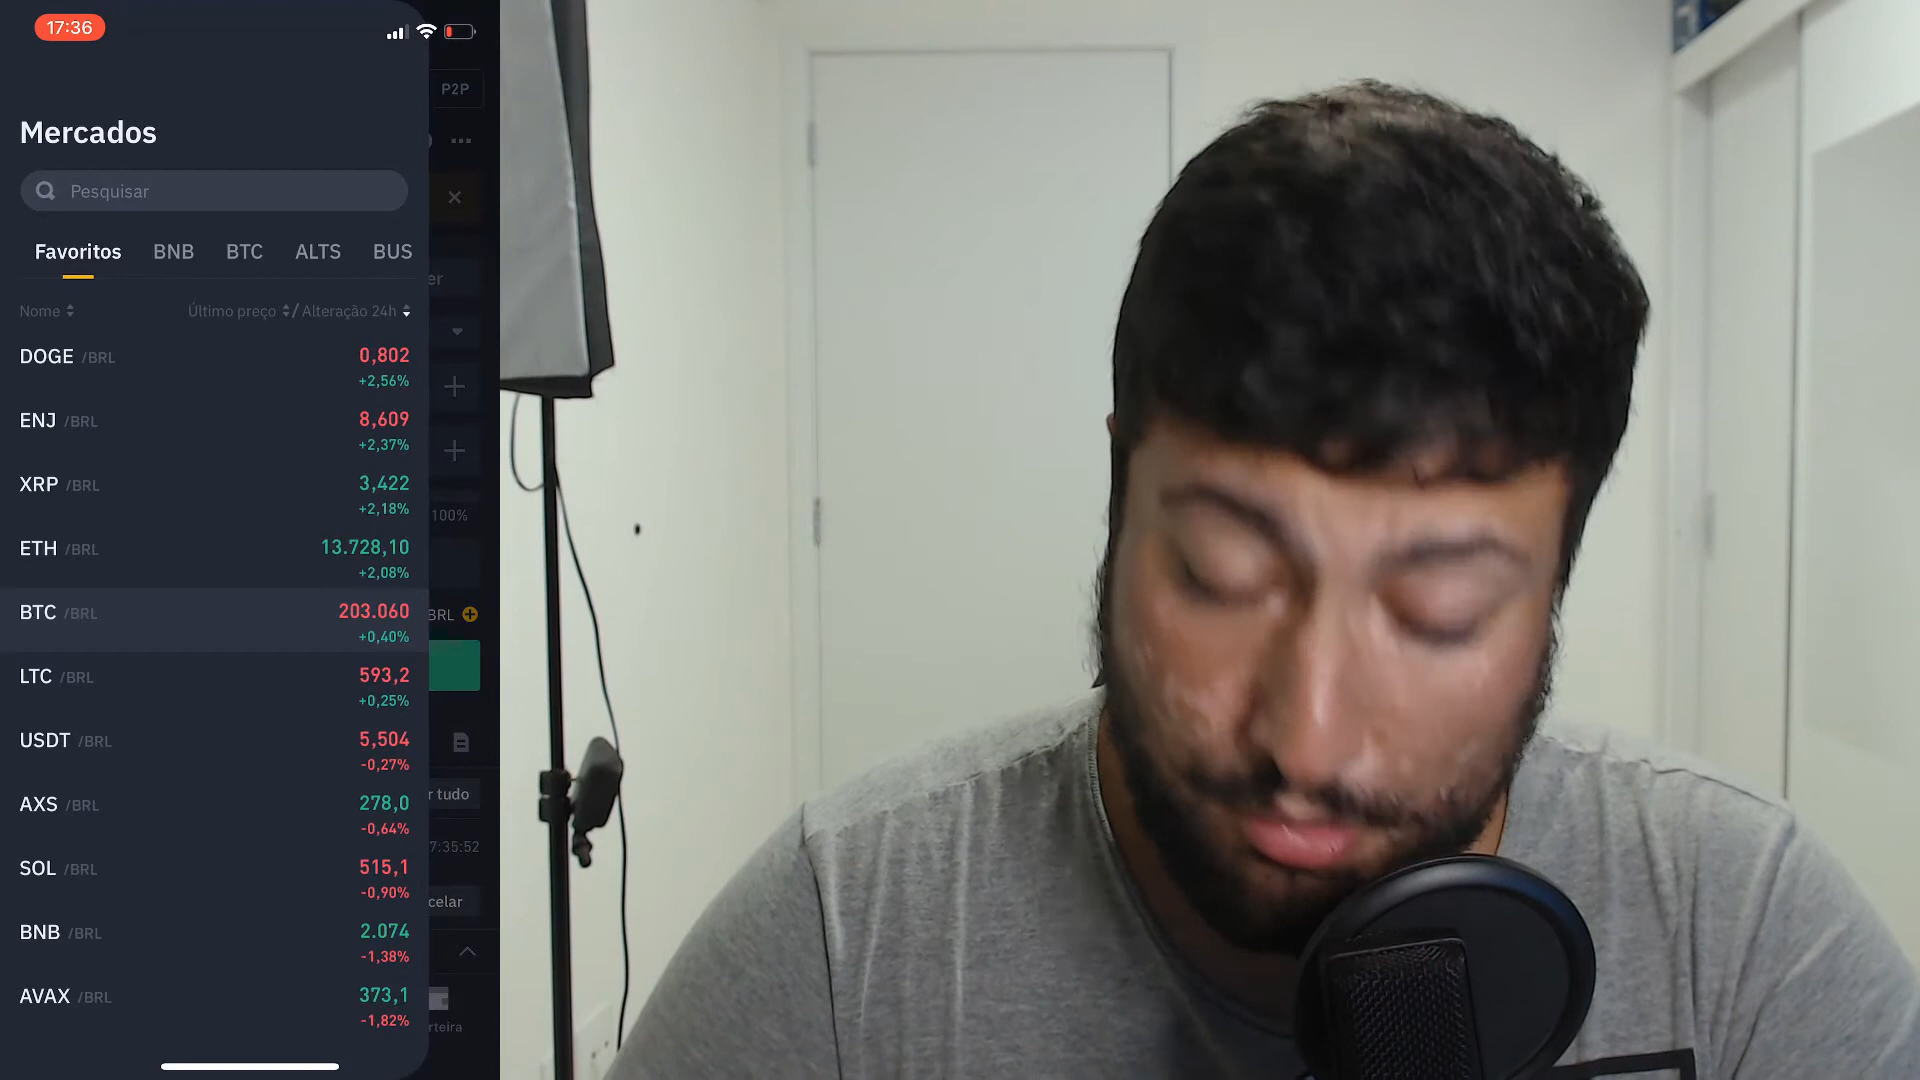 17:36
P2P
Mercados
Pesquisar
Favoritos BNB BTC ALTS BUS
er
Nome Último preço / Alteração 24h
DOGE /BRL 0,802
+2,56%
ENJ /BRL 8,609
+2,37%
XRP /BRL 3,422
+2,18%
100%
ETH /BRL 13.728,10
+2,08%
BTC /BRL 203.060
BRL
+0,40%
LTC /BRL 593,2
+0,25%
USDT /BRL 5,504
-0,27%
r tudo
AXS /BRL 278,0
-0,64%
7:35:52
SOL /BRL 515,1
-0,90%
celar
BNB /BRL 2.074
-1,38%
AVAX /BRL 373,1
-1,82%
rteira